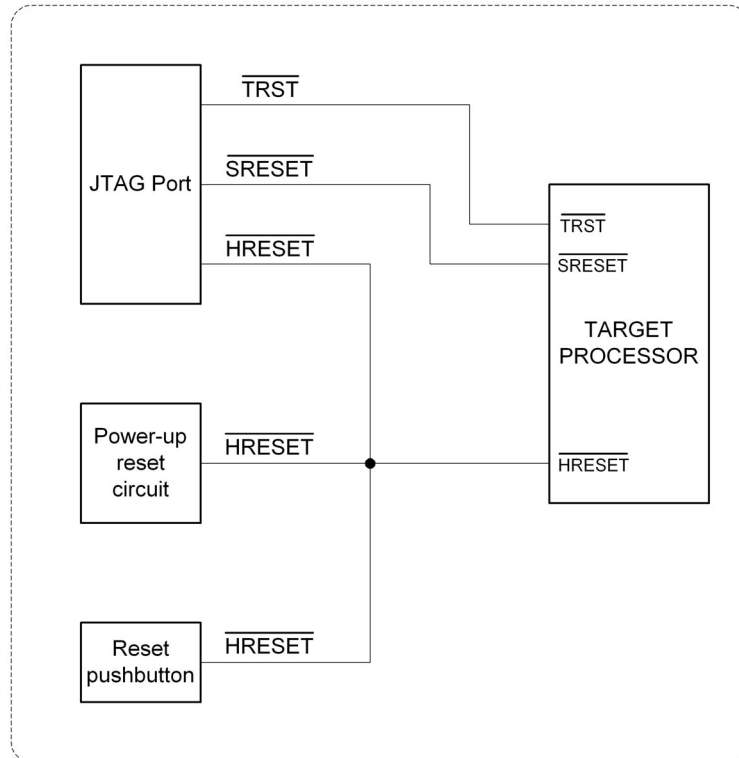 TRST
JTAG Port
SRESET
HRESET
TRST
SRESET
TARGET
PROCESSOR
Power-up
reset
circuit
HRESET
HRESET
Reset
pushbutton
HRESET